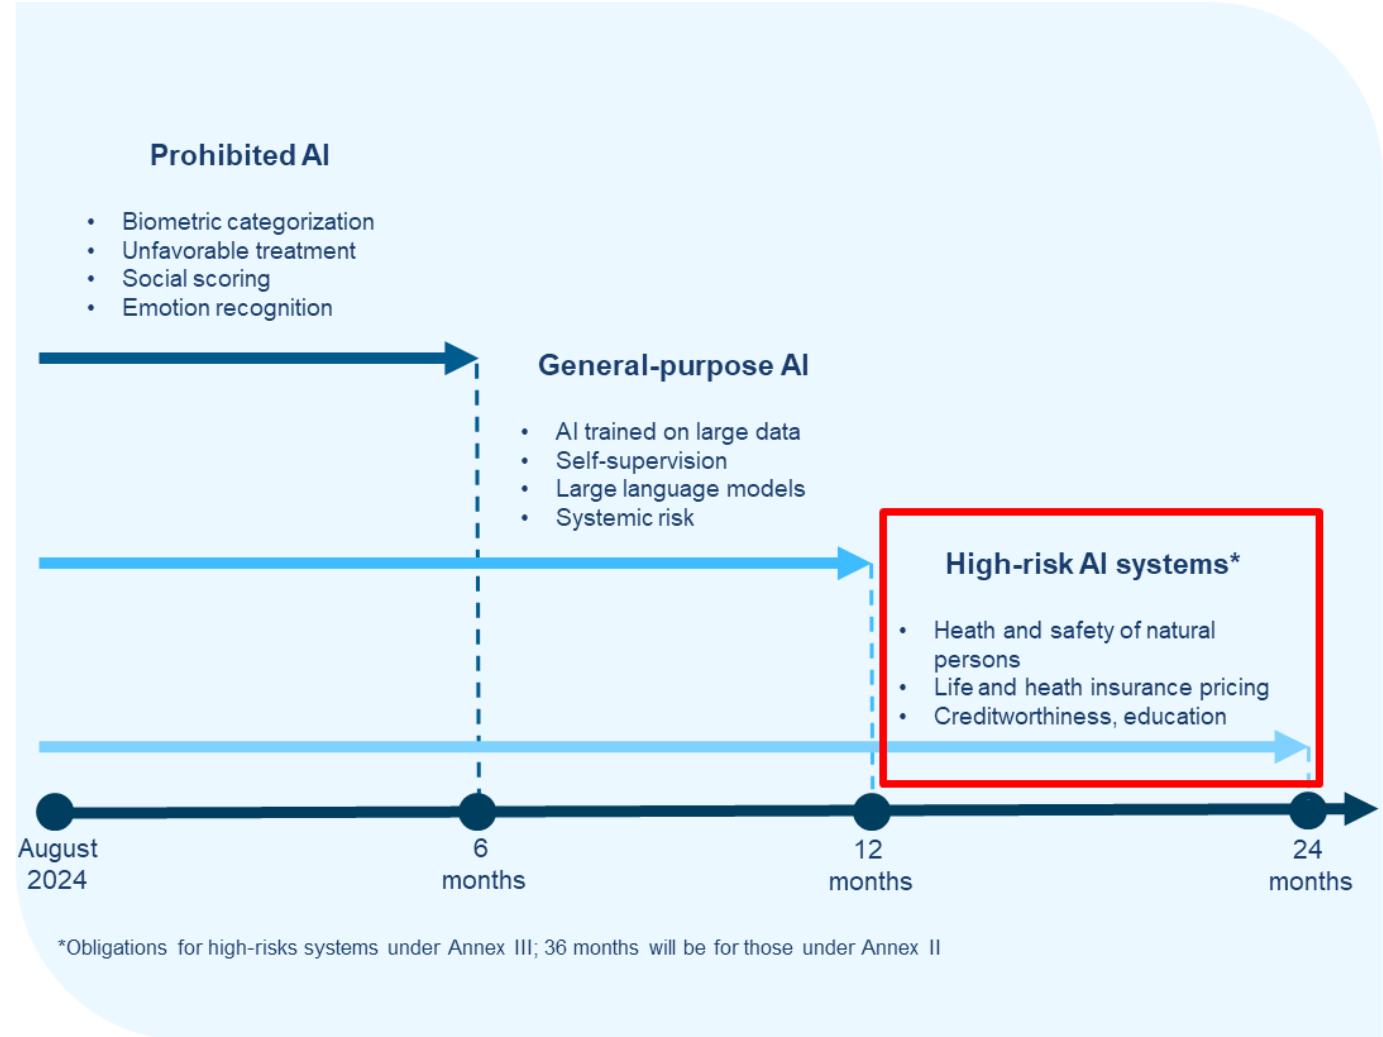 Prohibited AI
• Biometric categorization
• Unfavorable treatment
• Social scoring
• Emotion recognition
General-purpose AI
• AI trained on large data
• Self-supervision
• Large language models
• Systemic risk
High-risk AI systems*
• Heath and safety of natural
persons
• Life and heath insurance pricing
• Creditworthiness, education
August
2024
6
months
12
months
24
months
*Obligations for high-risks systems under Annex III; 36 months will be for those under Annex II